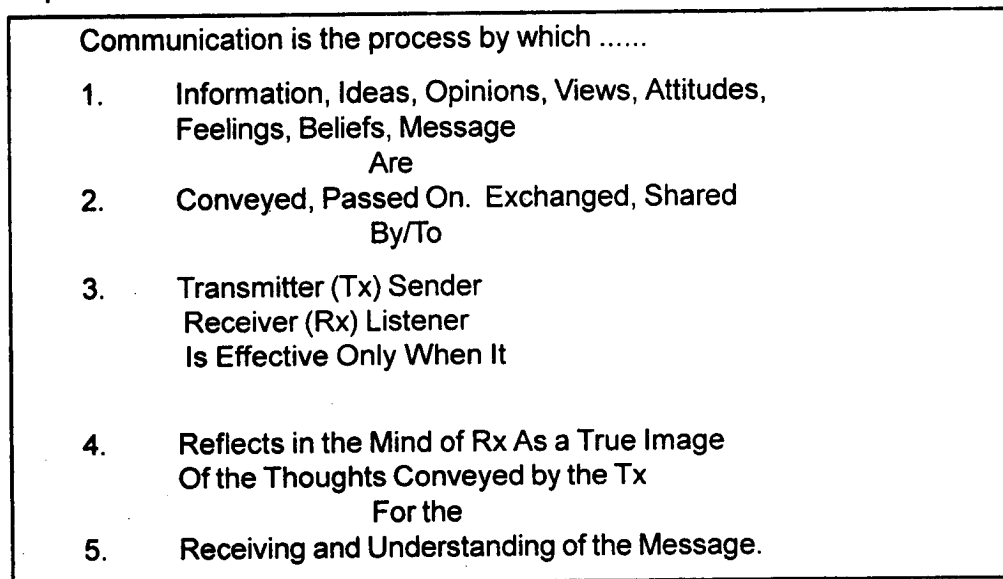 Communication is the process by which ......
1. Information, Ideas, Opinions, Views, Attitudes,
Feelings, Beliefs, Message
Are
2. Conveyed, Passed On. Exchanged, Shared
By/To
3. Transmitter (Tx) Sender
Receiver (Rx) Listener
Is Effective Only When It
4. Reflects in the Mind of Rx As a True Image
Of the Thoughts Conveyed by the Tx
For the
5. Receiving and Understanding of the Message.